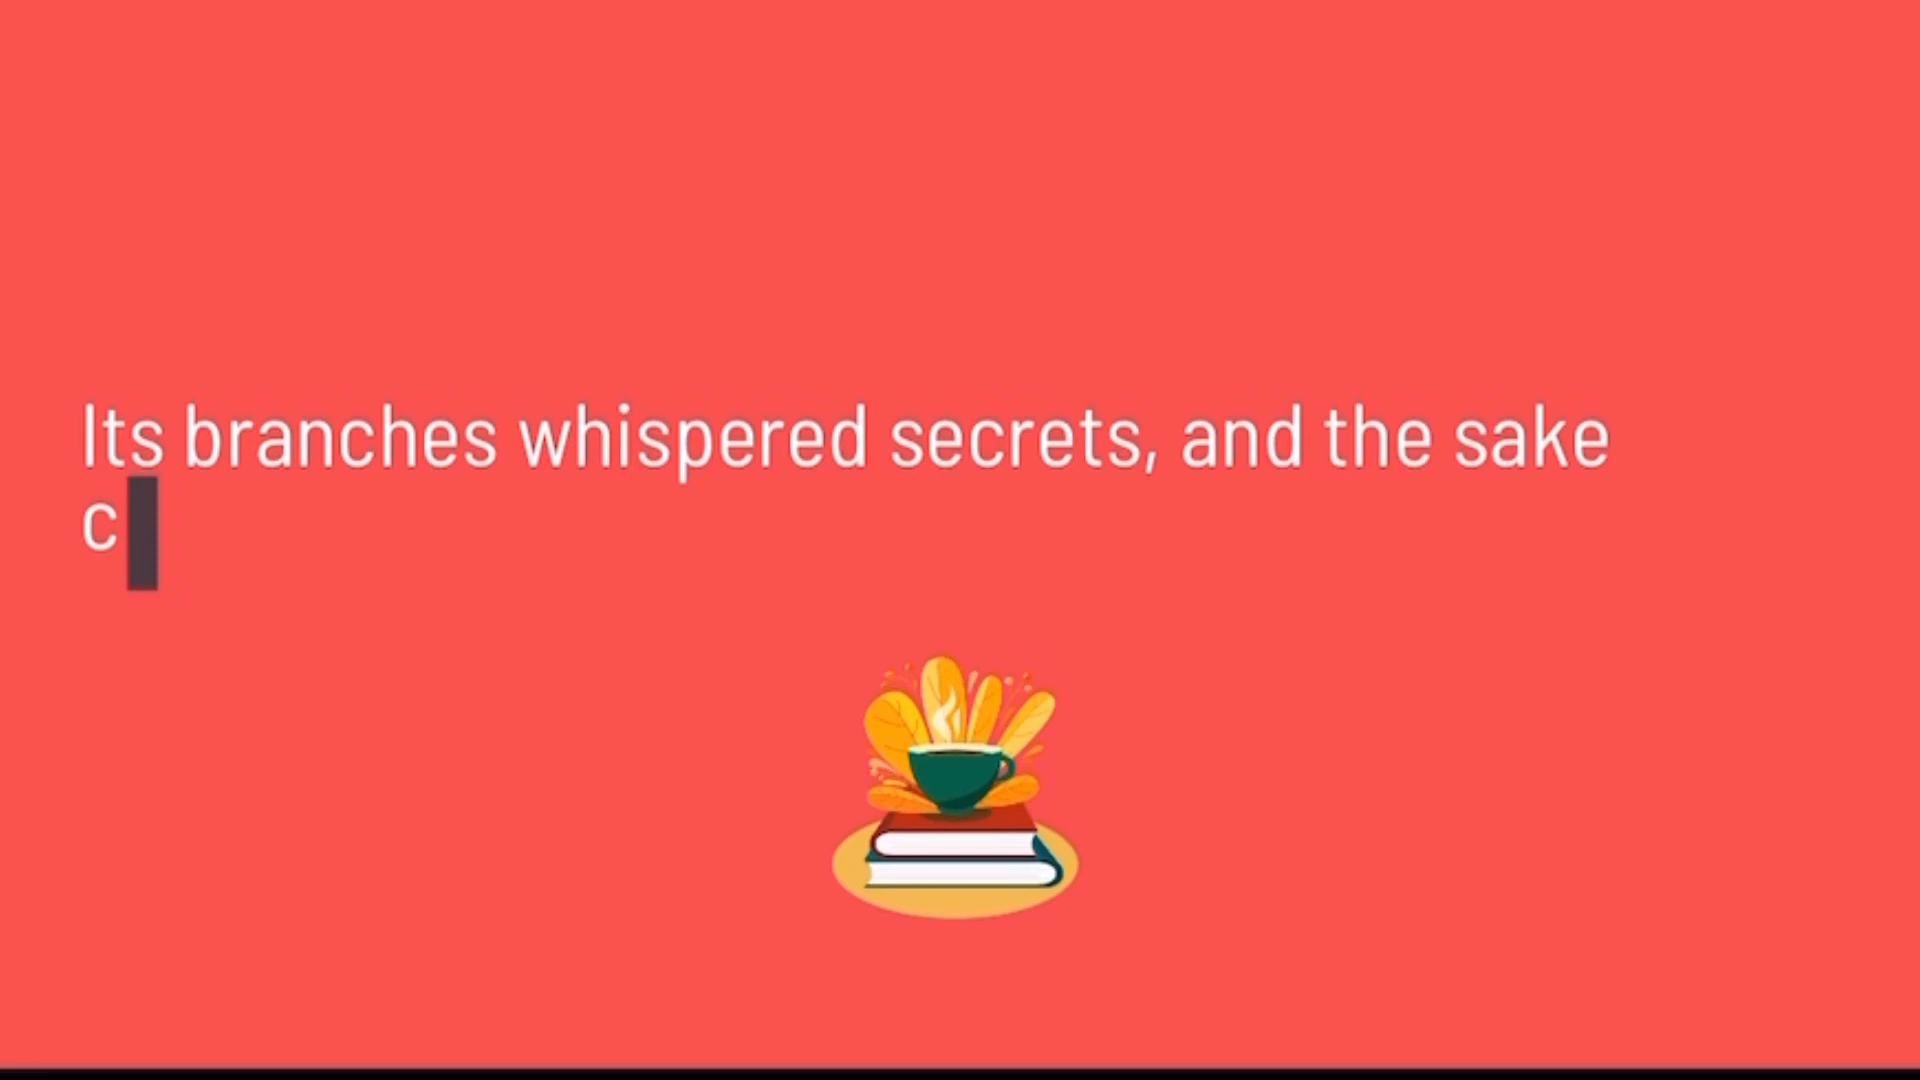 Its branches whispered secrets, and the sake
c